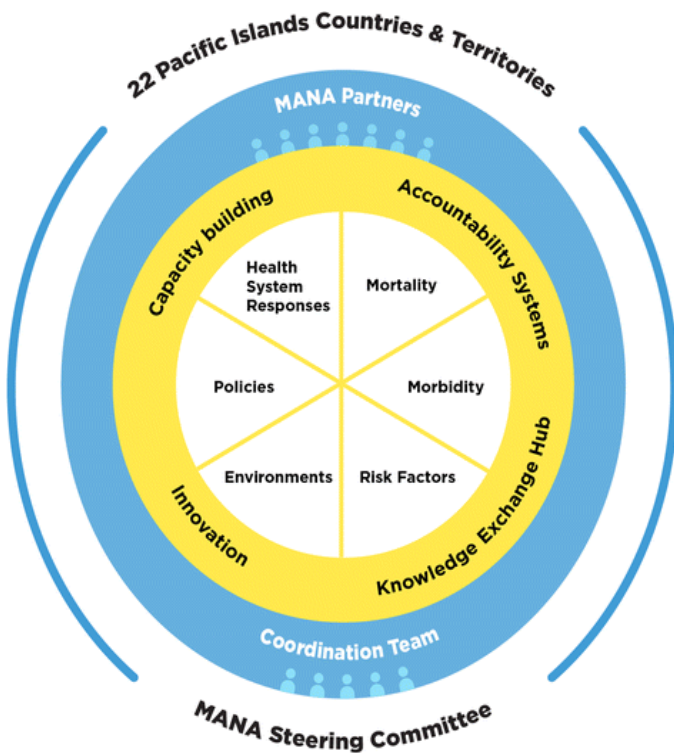 22 Pacific Islands Countries & Territories
MANA Partners
Capacity building
Accountability Systems
Health
System
Responses
Mortality
Policies
Morbidity
Environments
Risk Factors
Innovation
Knowledge Exchange Hub
Coordination Team
MANA Steering Committee